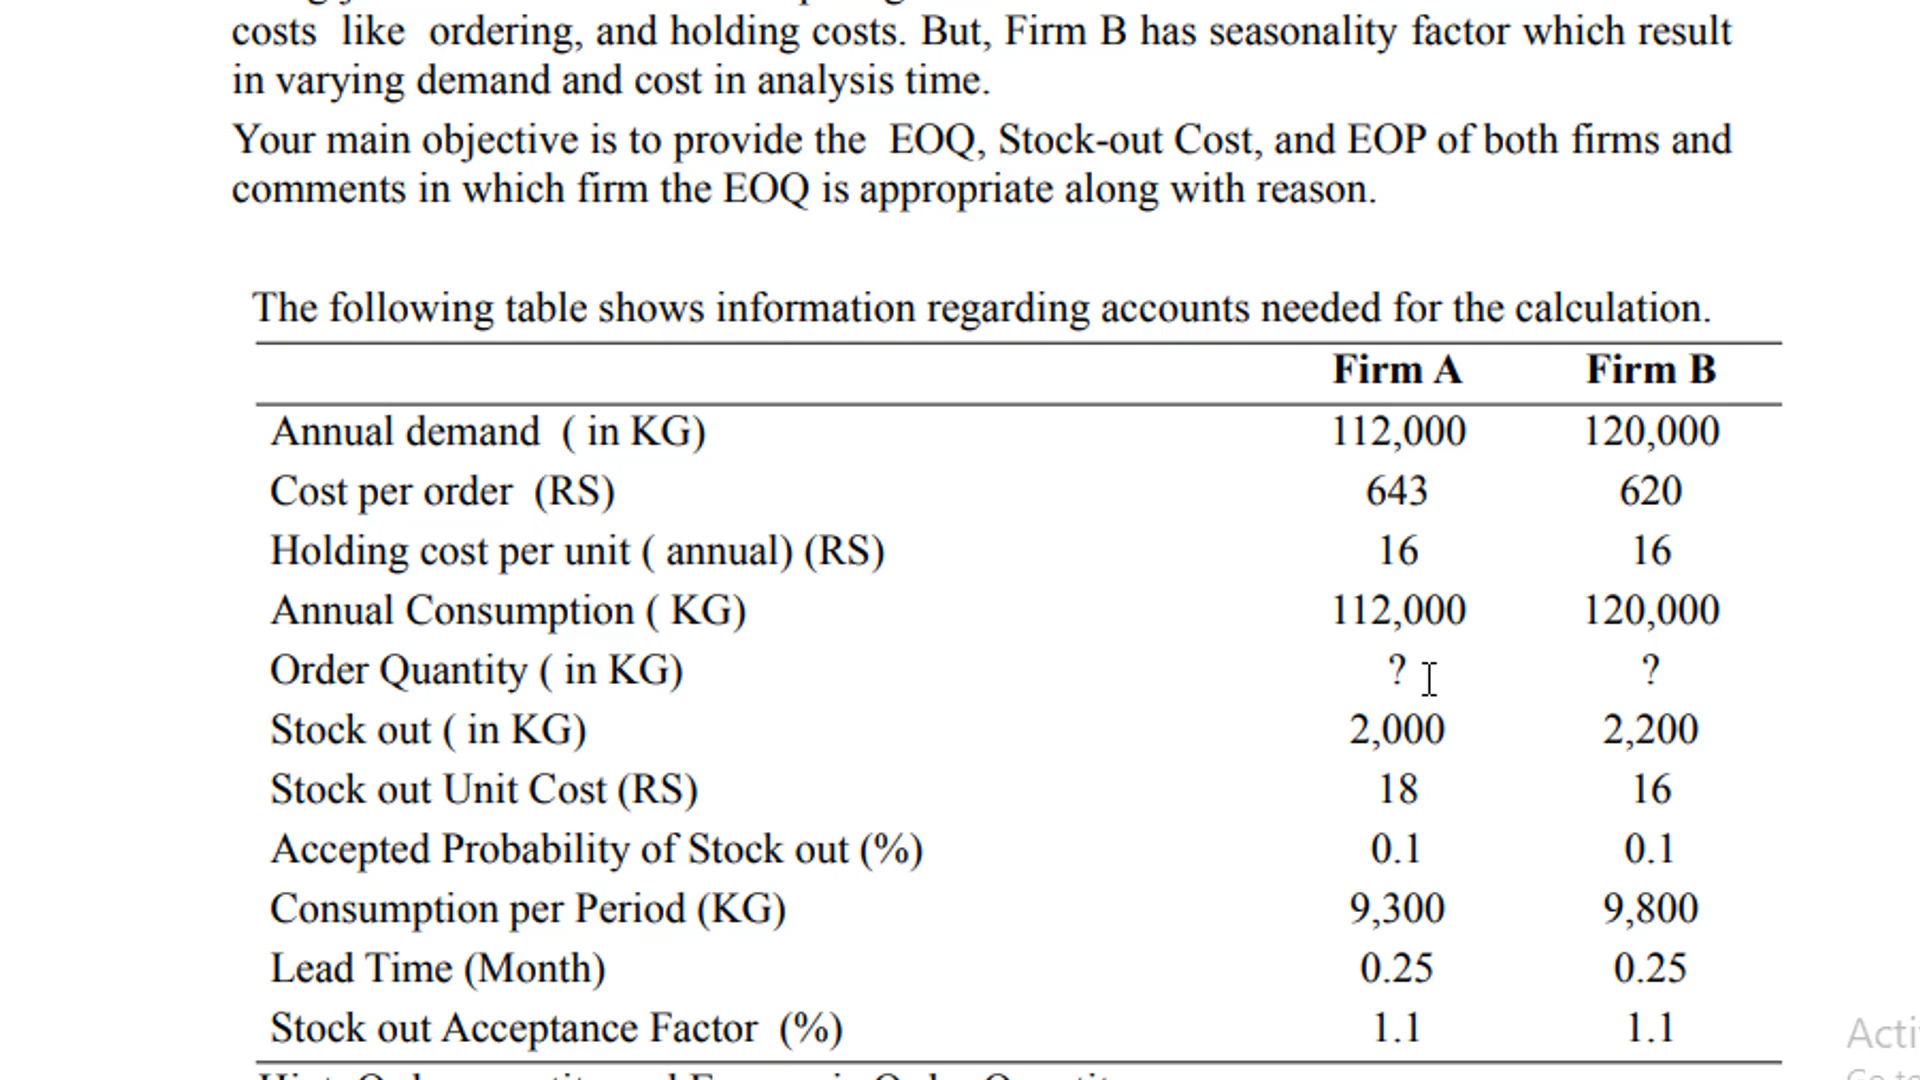 costs like ordering, and holding costs. But, Firm B has seasonality factor which result
in varying demand and cost in analysis time.
Your main objective is to provide the EOQ, Stock-out Cost, and EOP of both firms and
comments in which firm the EOQ is appropriate along with reason.
The following table shows information regarding accounts needed for the calculation.
Firm A Firm B
Annual demand ( in KG) 112,000 120,000
Cost per order (RS) 643 620
Holding cost per unit ( annual) (RS) 16 16
Annual Consumption ( KG) 112,000 120,000
Order Quantity ( in KG) ? ?
Stock out ( in KG) 2,000 2,200
Stock out Unit Cost (RS) 18 16
Accepted Probability of Stock out (%) 0.1 0.1
Consumption per Period (KG) 9,300 9,800
Lead Time (Month) 0.25 0.25
Stock out Acceptance Factor (%) 1.1 1.1
Acti